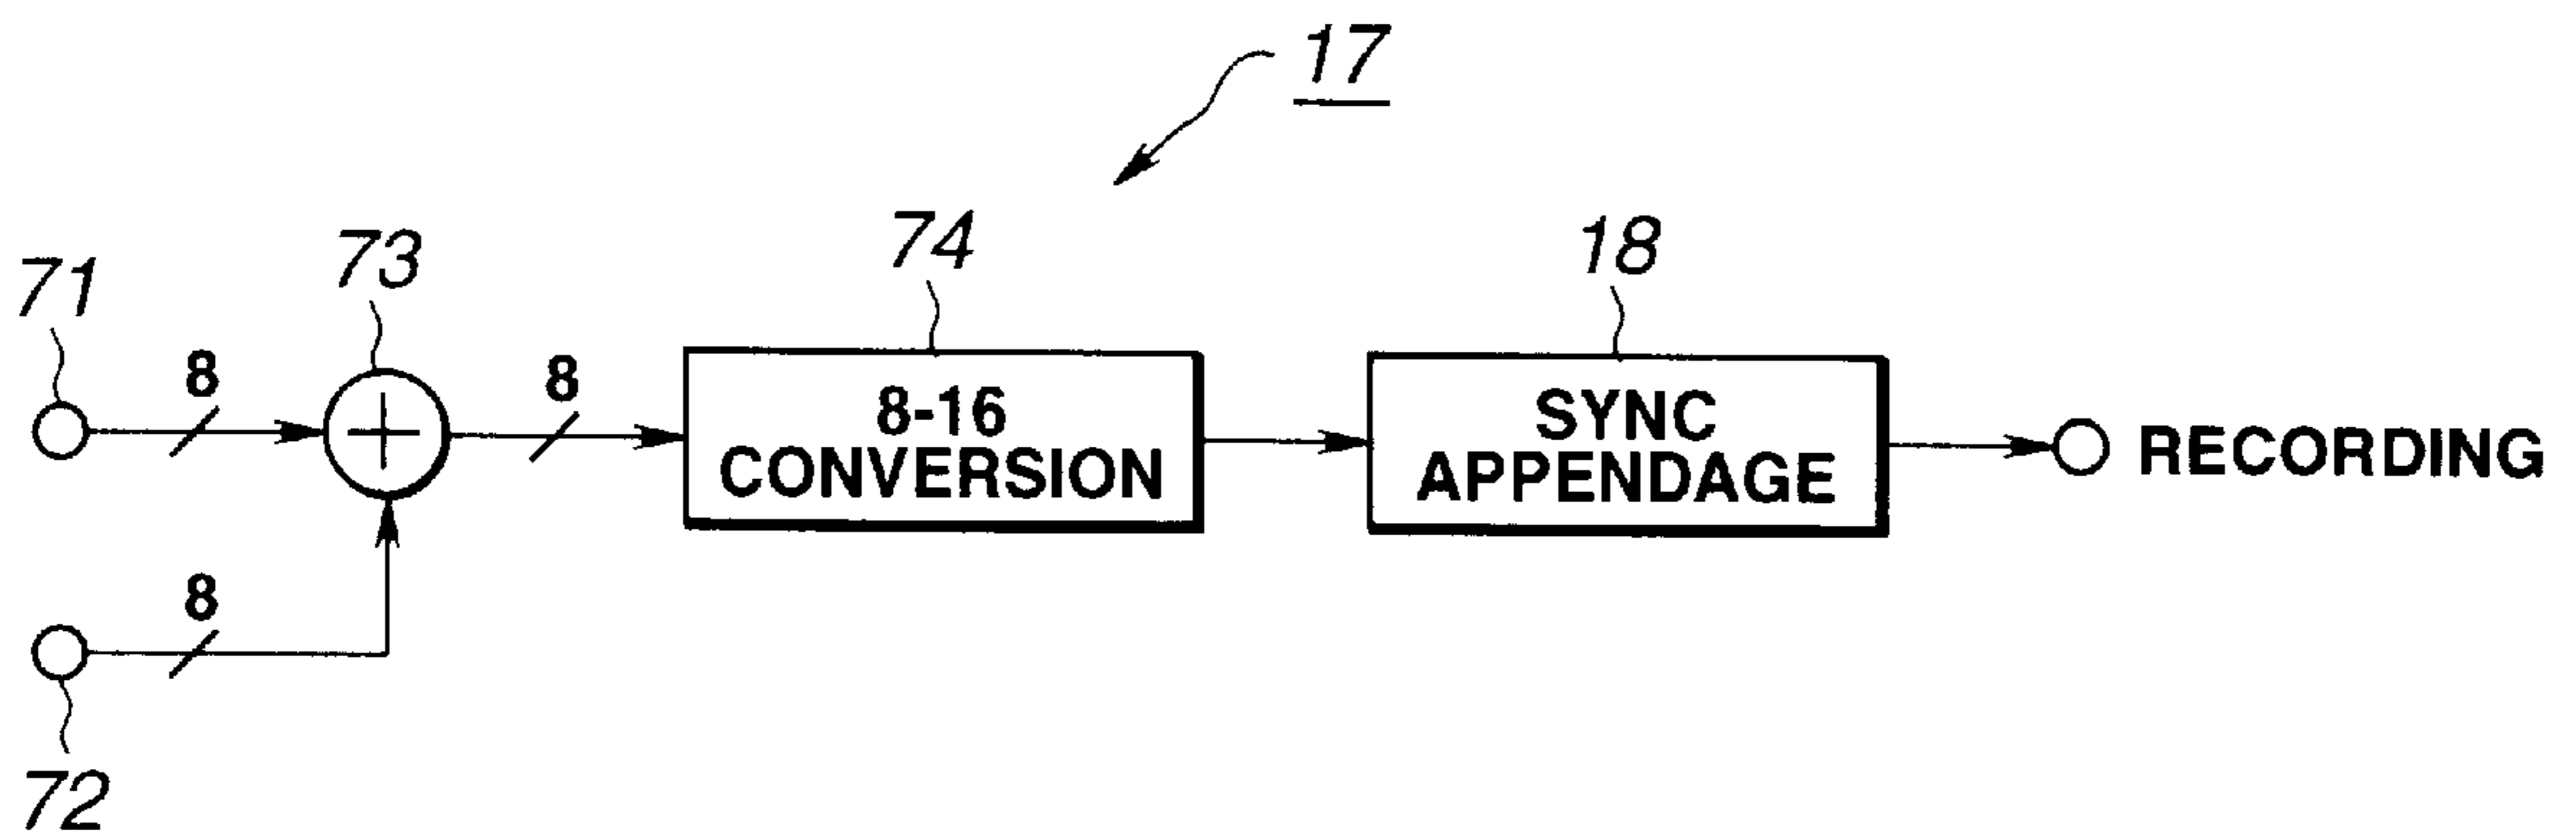 17
71
73
74
18
8
8
8-16
CONVERSION
SYNC
APPENDAGE
RECORDING
8
72